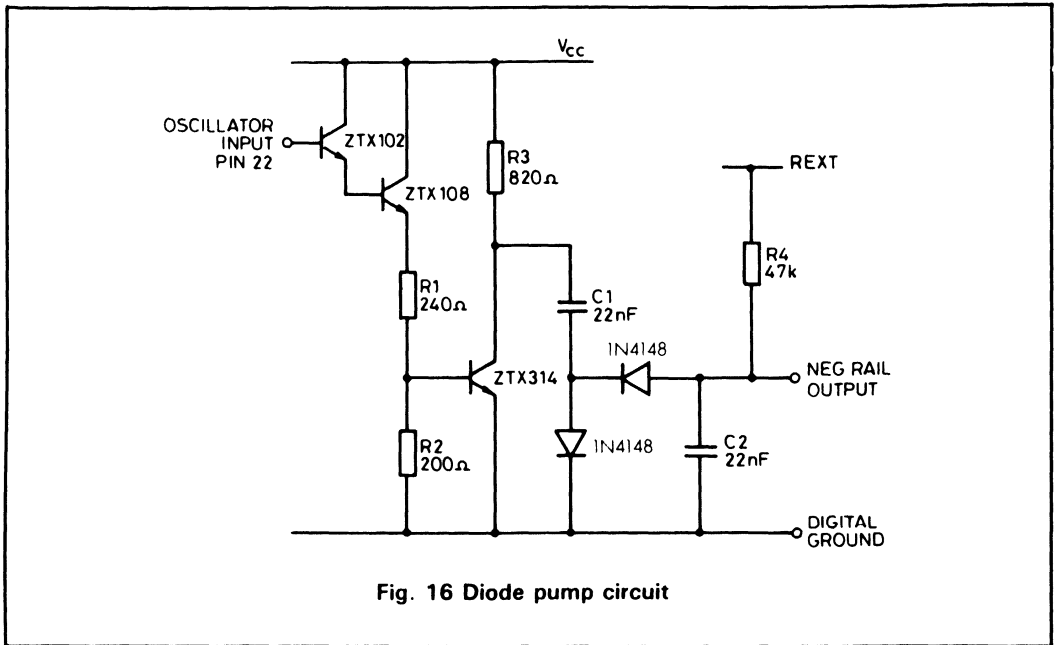 VCC
OSCILLATOR
INPUT
PIN 22
ZTX102
ZTX108
R3
820Ω
REXT
R4
47k
R1
240Ω
C1
22nF
1N4148
ZTX314
NEG RAIL
OUTPUT
R2
200Ω
1N4148
C2
22nF
DIGITAL
GROUND
Fig. 16 Diode pump circuit